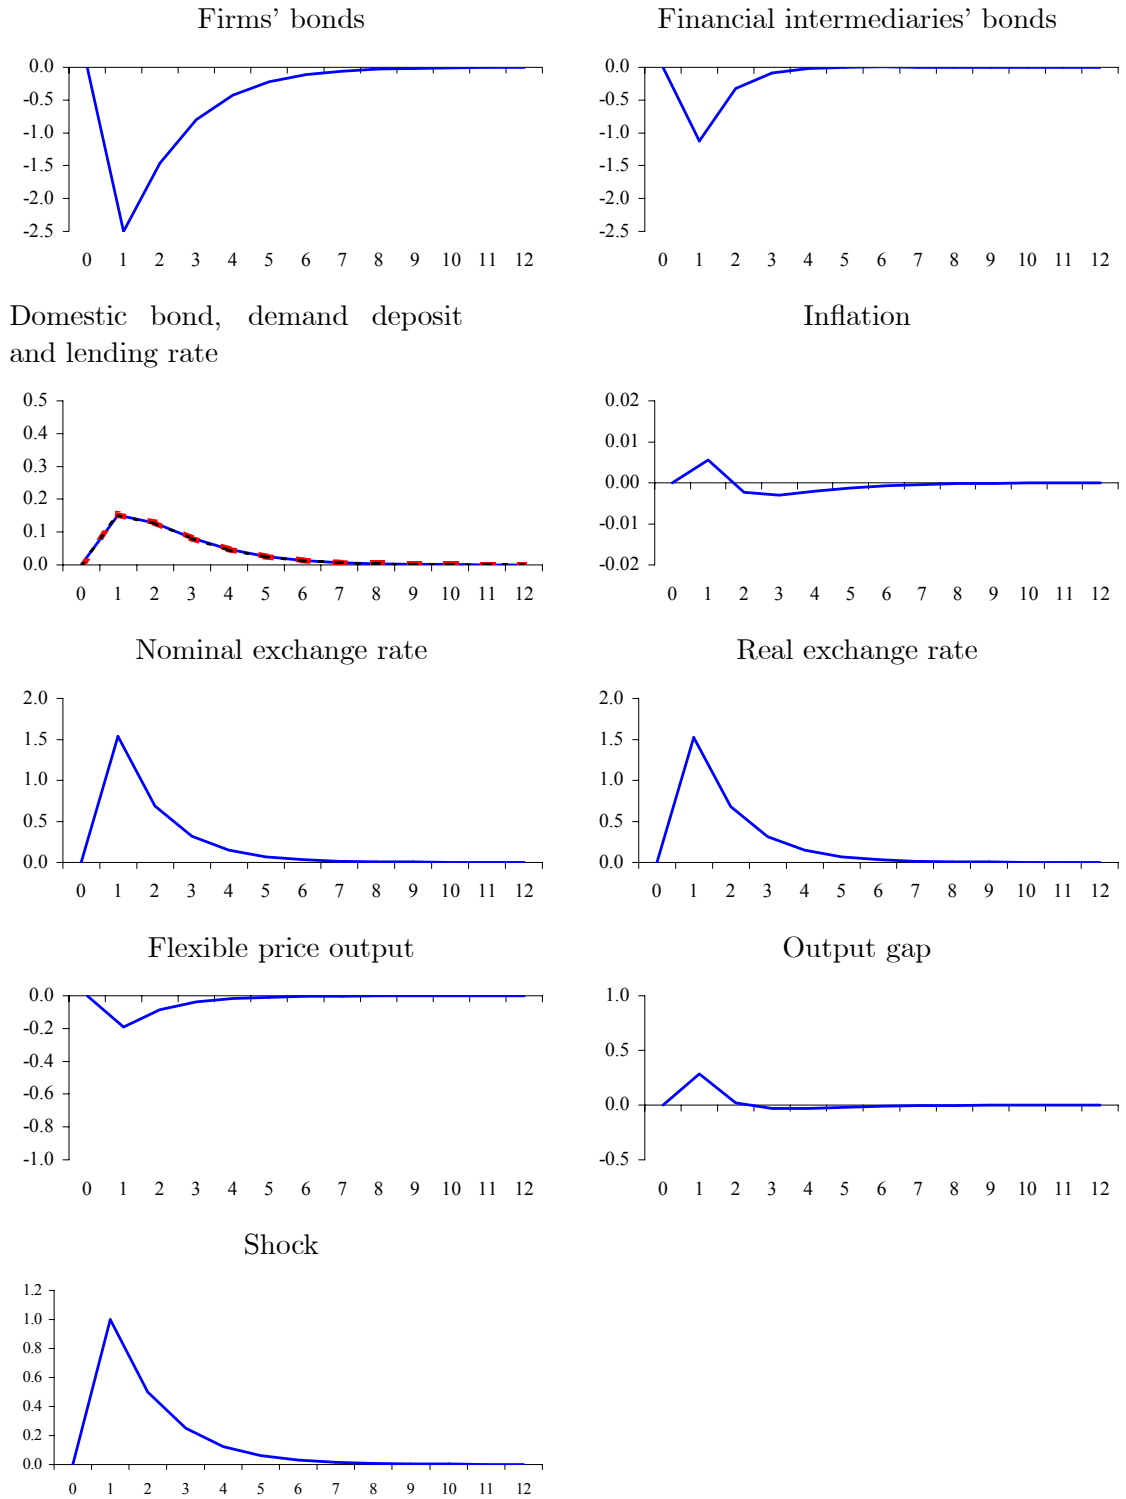 Firms' bonds
Financial intermediaries' bonds
0.0
-0.5
-1.0
-1.5
-2.0
-2.5
0 1 2 3 4 5 6 7 8 9 10 11 12
0.0
-0.5
-1.0
-1.5
-2.0
-2.5
0 1 2 3 4 5 6 7 8 9 10 11 12
Domestic bond, demand deposit
and lending rate
Inflation
0.5
0.4
0.3
0.2
0.1
0.0
0 1 2 3 4 5 6 7 8 9 10 11 12
0.02
0.01
0.00
-0.01
-0.02
0 1 2 3 4 5 6 7 8 9 10 11 12
Nominal exchange rate
Real exchange rate
2.0
1.5
1.0
0.5
0.0
0 1 2 3 4 5 6 7 8 9 10 11 12
2.0
1.5
1.0
0.5
0.0
0 1 2 3 4 5 6 7 8 9 10 11 12
Flexible price output
Output gap
0.0
-0.2
-0.4
-0.6
-0.8
-1.0
0 1 2 3 4 5 6 7 8 9 10 11 12
1.0
0.5
0.0
-0.5
0 1 2 3 4 5 6 7 8 9 10 11 12
Shock
1.2
1.0
0.8
0.6
0.4
0.2
0.0
0 1 2 3 4 5 6 7 8 9 10 11 12